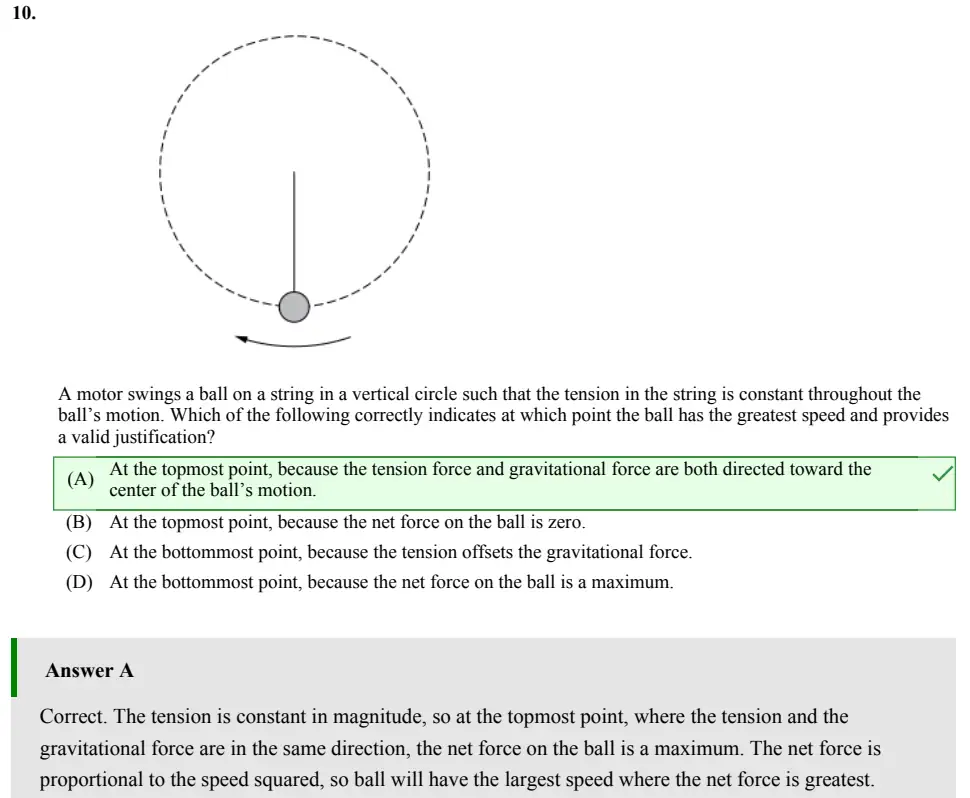 10.
A motor swings a ball on a string in a vertical circle such that the tension in the string is constant throughout the
ball’s motion. Which of the following correctly indicates at which point the ball has the greatest speed and provides
a valid justification?
(A) At the topmost point, because the tension force and gravitational force are both directed toward the
center of the ball’s motion.
(B) At the topmost point, because the net force on the ball is zero.
(C) At the bottommost point, because the tension offsets the gravitational force.
(D) At the bottommost point, because the net force on the ball is a maximum.
Answer A
Correct. The tension is constant in magnitude, so at the topmost point, where the tension and the
gravitational force are in the same direction, the net force on the ball is a maximum. The net force is
proportional to the speed squared, so ball will have the largest speed where the net force is greatest.